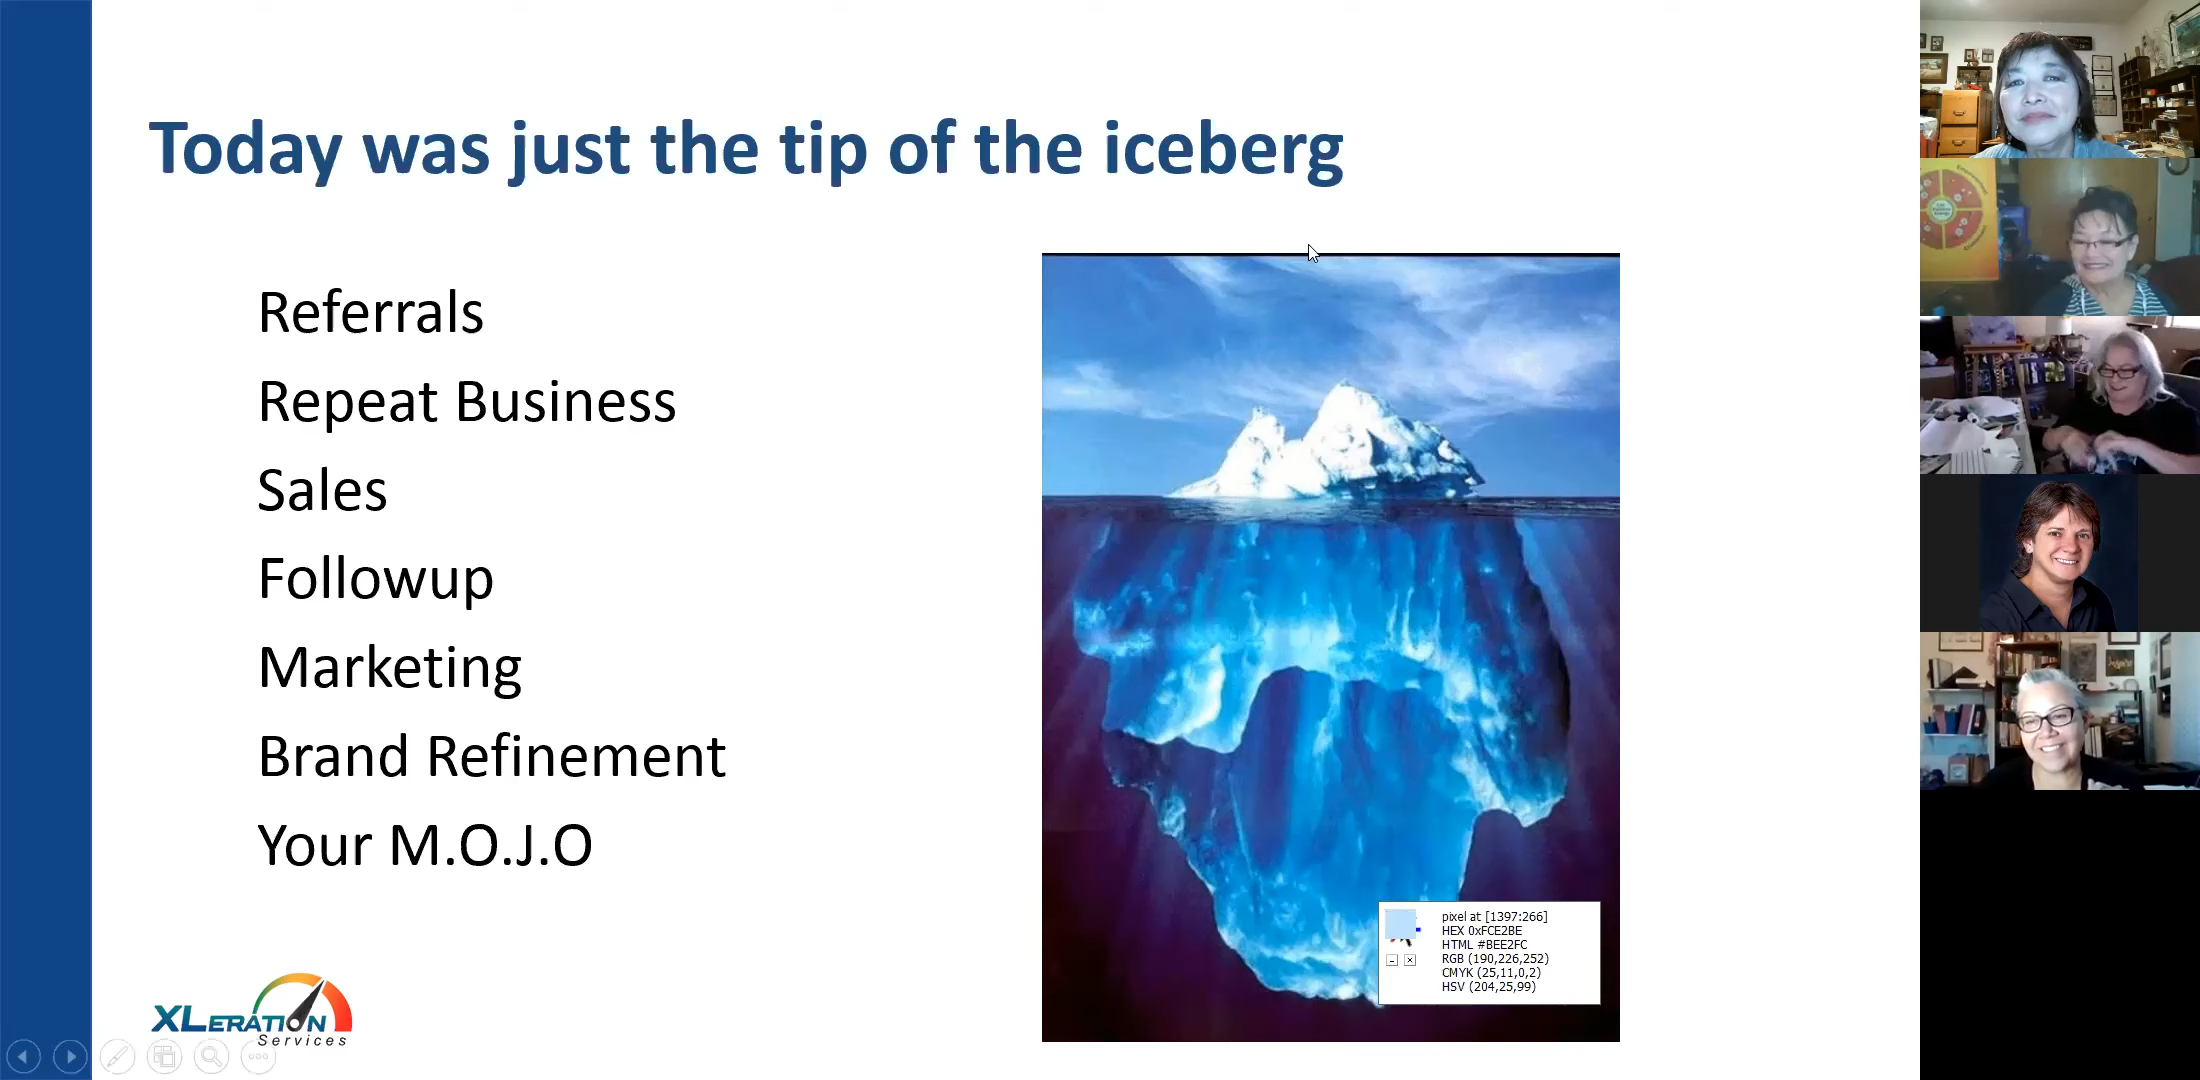 Today was just the tip of the iceberg
Referrals
Repeat Business
Sales
Followup
Marketing
Brand Refinement
Your M.O.J.O
pixel at [1397:266]
HEX 0xFCE2BE
HTML #BEE2FC
RGB (190,226,252)
CMYK (25,11,0,2)
HSV (204,25,99)
XLERATION
Services